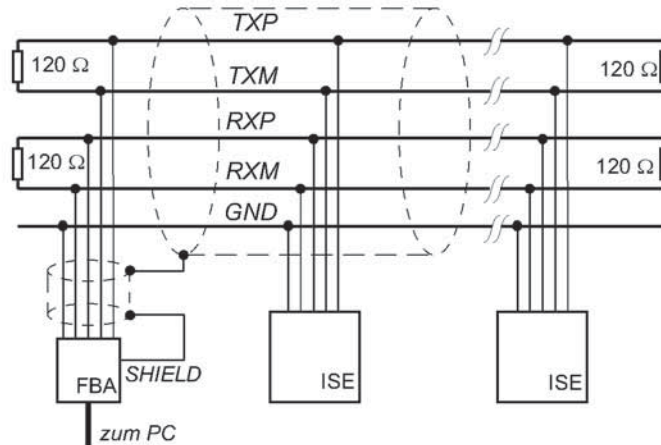 TXP
120 Ω
120 Ω
TXM
RXP
120 Ω
120 Ω
RXM
GND
SHIELD
FBA
ISE
ISE
zum PC